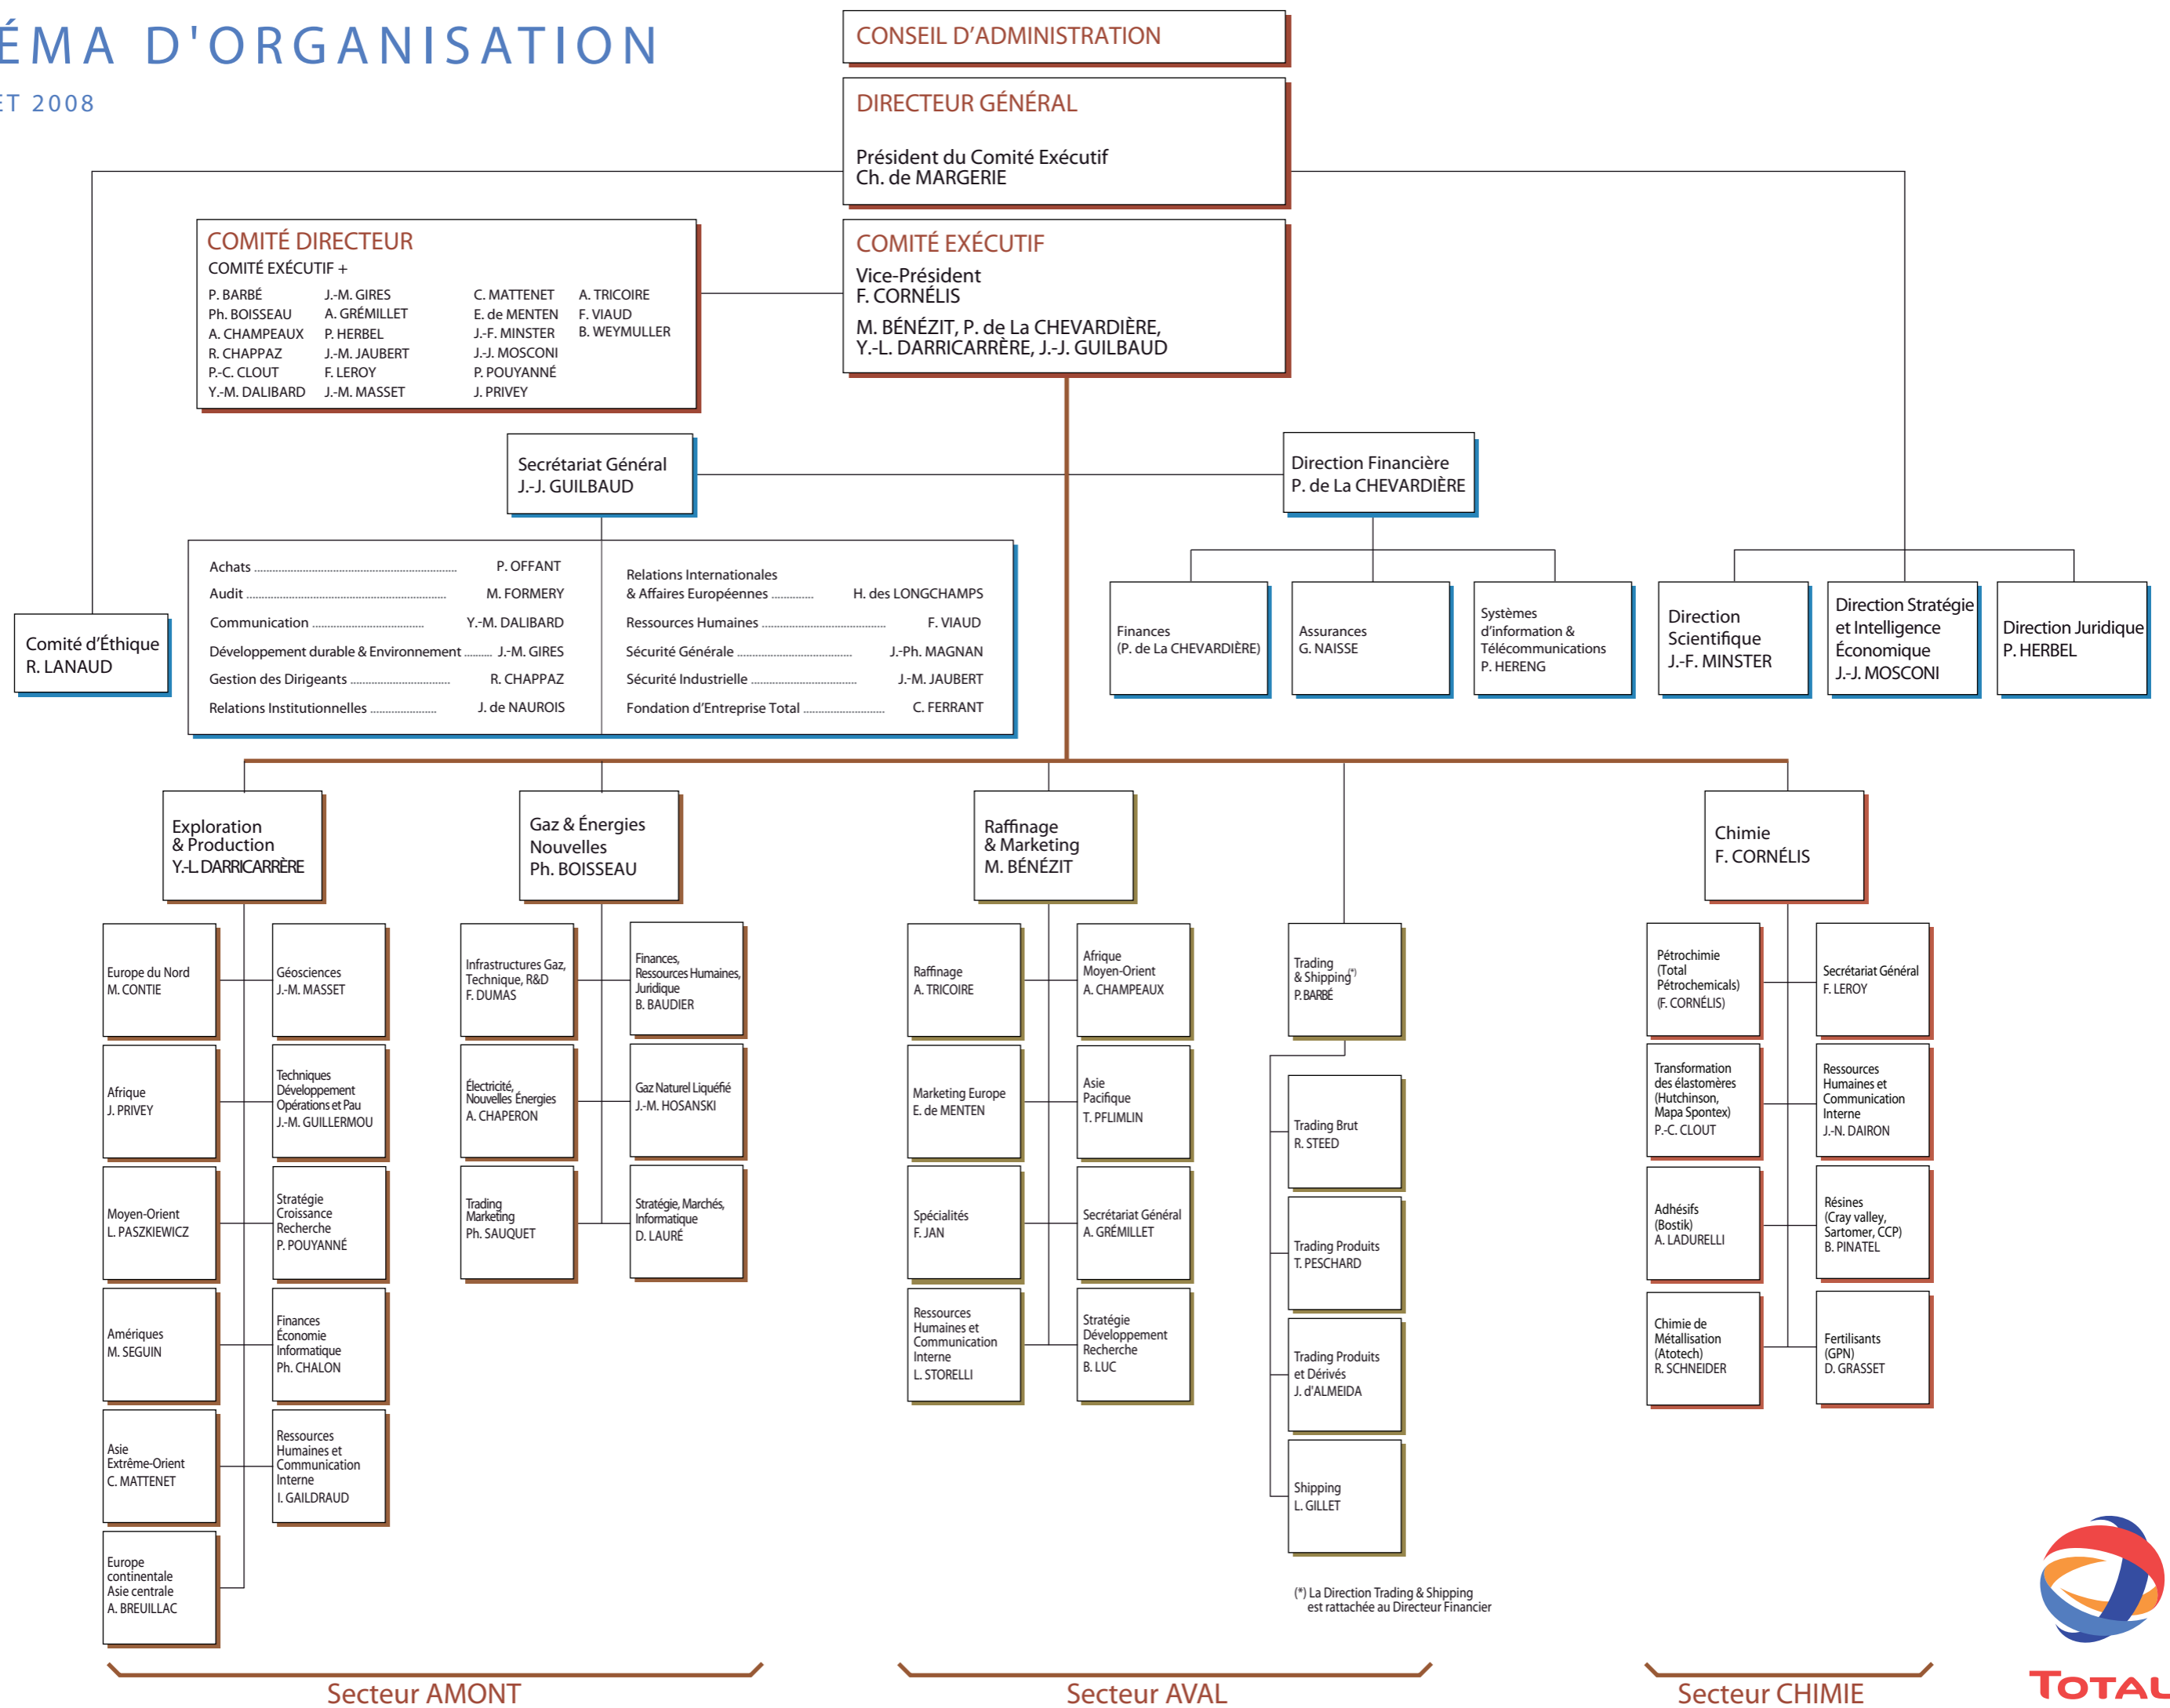 ÉMA D'ORGANISATION
ET 2008
CONSEIL D'ADMINISTRATION
DIRECTEUR GÉNÉRAL
Président du Comité Exécutif
Ch. de MARGERIE
COMITÉ DIRECTEUR
COMITÉ EXÉCUTIF +
P. BARBÉ
Ph. BOISSEAU
A. CHAMPEAUX
R. CHAPPAZ
P.-C. CLOUT
Y.-M. DALIBARD
J.-M. GIRES
A. GRÉMILLET
P. HERBEL
J.-M. JAUBERT
F. LEROY
J.-M. MASSET
C. MATTENET
E. de MENTEN
J.-F. MINSTER
J.-J. MOSCONI
P. POUYANNÉ
J. PRIVEY
A. TRICOIRE
F. VIAUD
B. WEYMULLER
COMITÉ EXÉCUTIF
Vice-Président
F. CORNÉLIS
M. BÉNÉZIT, P. de La CHEVARDIÈRE,
Y.-L. DARRICARRÈRE, J.-J. GUILBAUD
Secrétariat Général
J.-J. GUILBAUD
Direction Financière
P. de La CHEVARDIÈRE
Achats ........ P. OFFANT
Audit ........ M. FORMERY
Communication ........ Y.-M. DALIBARD
Développement durable & Environnement ........ J.-M. GIRES
Gestion des Dirigeants ........ R. CHAPPAZ
Relations Institutionnelles ........ J. de NAUROIS
Relations Internationales
& Affaires Européennes ........ H. des LONGCHAMPS
Ressources Humaines ........ F. VIAUD
Sécurité Générale ........ J.-Ph. MAGNAN
Sécurité Industrielle ........ J.-M. JAUBERT
Fondation d'Entreprise Total ........ C. FERRANT
Comité d'Éthique
R. LANAUD
Finances
(P. de La CHEVARDIÈRE)
Assurances
G. NAISSE
Systèmes
d'information &
Télécommunications
P. HERENG
Direction
Scientifique
J.-F. MINSTER
Direction Stratégie
et Intelligence
Économique
J.-J. MOSCONI
Direction Juridique
P. HERBEL
Exploration
& Production
Y.-L. DARRICARRÈRE
Europe du Nord
M. CONTIE
Géosciences
J.-M. MASSET
Afrique
J. PRIVEY
Techniques
Développement
Opérations et Pau
J.-M. GUILLERMOU
Moyen-Orient
L. PASZKIEWICZ
Stratégie
Croissance
Recherche
P. POUYANNÉ
Amériques
M. SEGUIN
Finances
Économie
Informatique
Ph. CHALON
Asie
Extrême-Orient
C. MATTENET
Ressources
Humaines et
Communication
Interne
I. GAILDRAUD
Europe
continentale
Asie centrale
A. BREUILLAC
Gaz & Énergies
Nouvelles
Ph. BOISSEAU
Infrastructures Gaz,
Technique, R&D
F. DUMAS
Finances,
Ressources Humaines,
Juridique
B. BAUDIER
Électricité,
Nouvelles Énergies
A. CHAPERON
Gaz Naturel Liquéfié
J.-M. HOSANSKI
Trading
Marketing
Ph. SAUQUET
Stratégie, Marchés,
Informatique
D. LAURÉ
Raffinage
& Marketing
M. BÉNÉZIT
Raffinage
A. TRICOIRE
Afrique
Moyen-Orient
A. CHAMPEAUX
Marketing Europe
E. de MENTEN
Asie
Pacifique
T. PFLIMLIN
Spécialités
F. JAN
Secrétariat Général
A. GRÉMILLET
Ressources
Humaines et
Communication
Interne
L. STORELLI
Stratégie
Développement
Recherche
B. LUC
Trading
& Shipping(*)
P. BARBÉ
Trading Brut
R. STEED
Trading Produits
T. PESCHARD
Trading Produits
et Dérivés
J. d'ALMEIDA
Shipping
L. GILLET
(*) La Direction Trading & Shipping
est rattachée au Directeur Financier
Chimie
F. CORNÉLIS
Pétrochimie
(Total
Pétrochemicals)
(F. CORNÉLIS)
Secrétariat Général
F. LEROY
Transformation
des élastomères
(Hutchinson,
Mapa Spontex)
P.-C. CLOUT
Ressources
Humaines et
Communication
Interne
J.-N. DAIRON
Adhésifs
(Bostik)
A. LADURELLI
Résines
(Cray valley,
Sartomer, CCP)
B. PINATEL
Chimie de
Métallisation
(Atotech)
R. SCHNEIDER
Fertilisants
(GPN)
D. GRASSET
Secteur AMONT
Secteur AVAL
Secteur CHIMIE
TOTAL